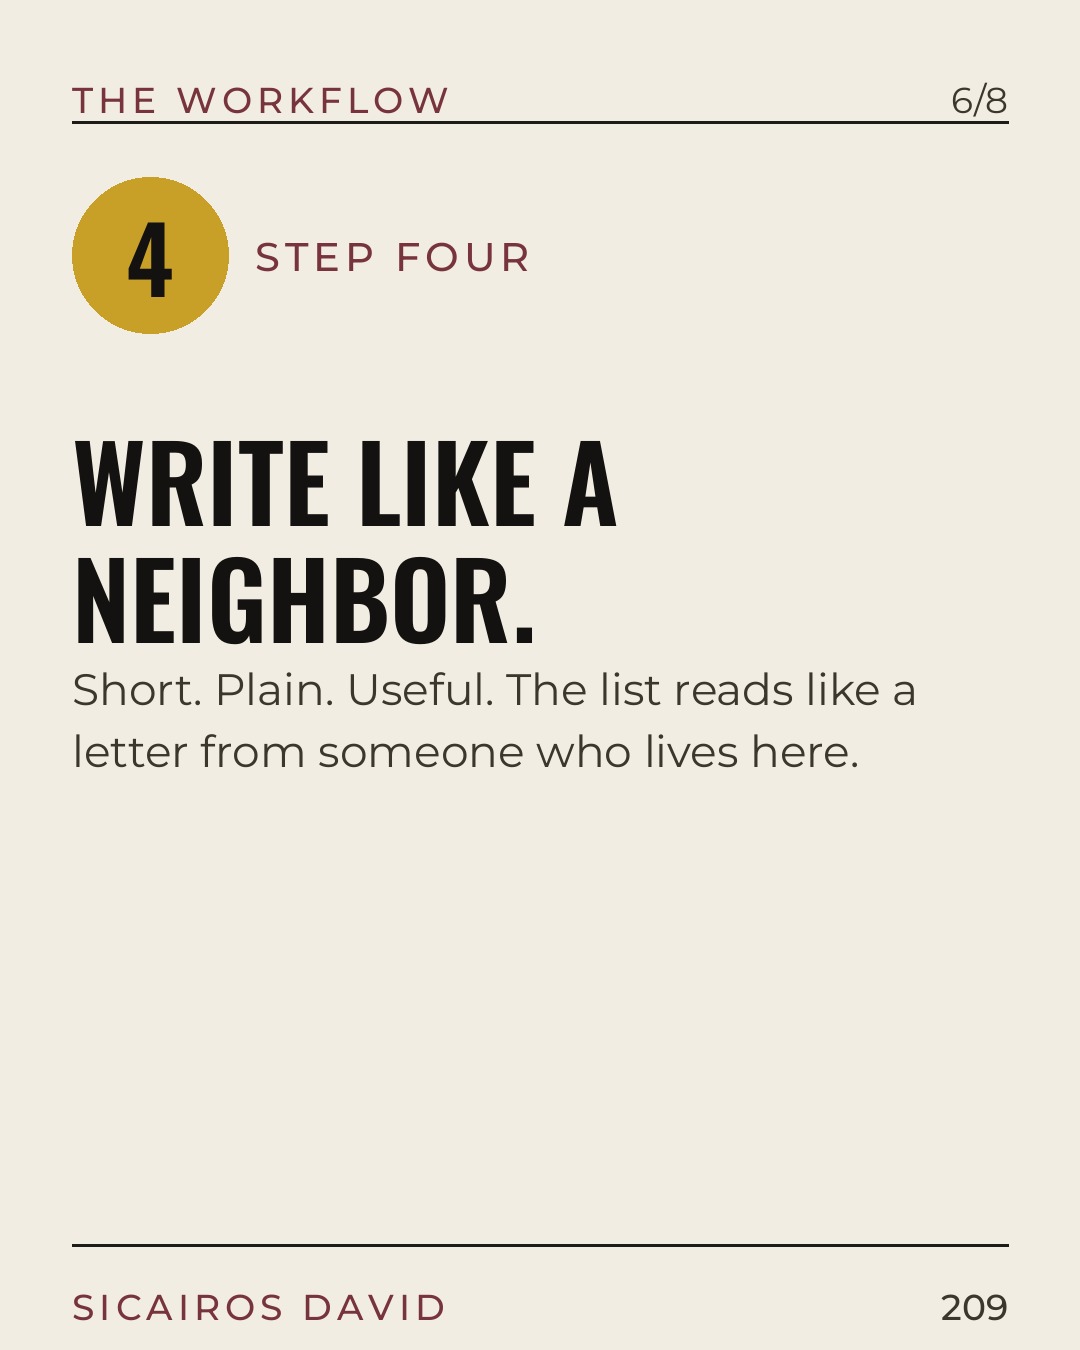 THE WORKFLOW 6/8
4 STEP FOUR
WRITE LIKE A
NEIGHBOR.
Short. Plain. Useful. The list reads like a
letter from someone who lives here.
SICAIROS DAVID 209